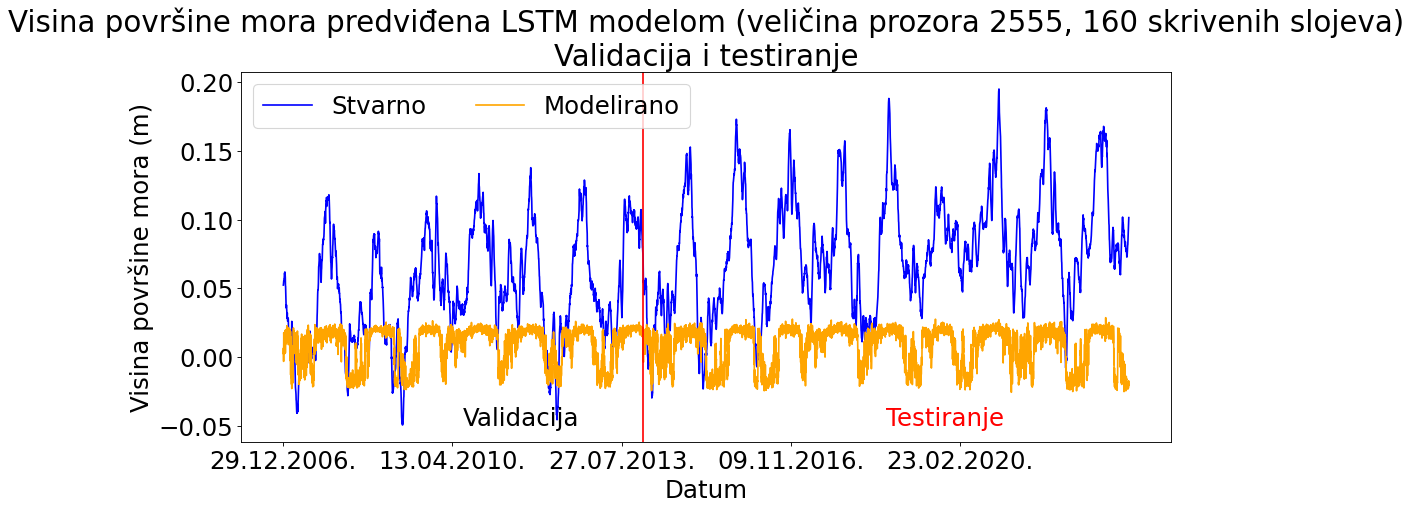 Visina površine mora predviđena LSTM modelom (veličina prozora 2555, 160 skrivenih slojeva)
Validacija i testiranje
Stvarno
Modelirano
Visina površine mora (m)
0.20
0.15
0.10
0.05
0.00
−0.05
Validacija
Testiranje
29.12.2006.
13.04.2010.
27.07.2013.
09.11.2016.
23.02.2020.
Datum